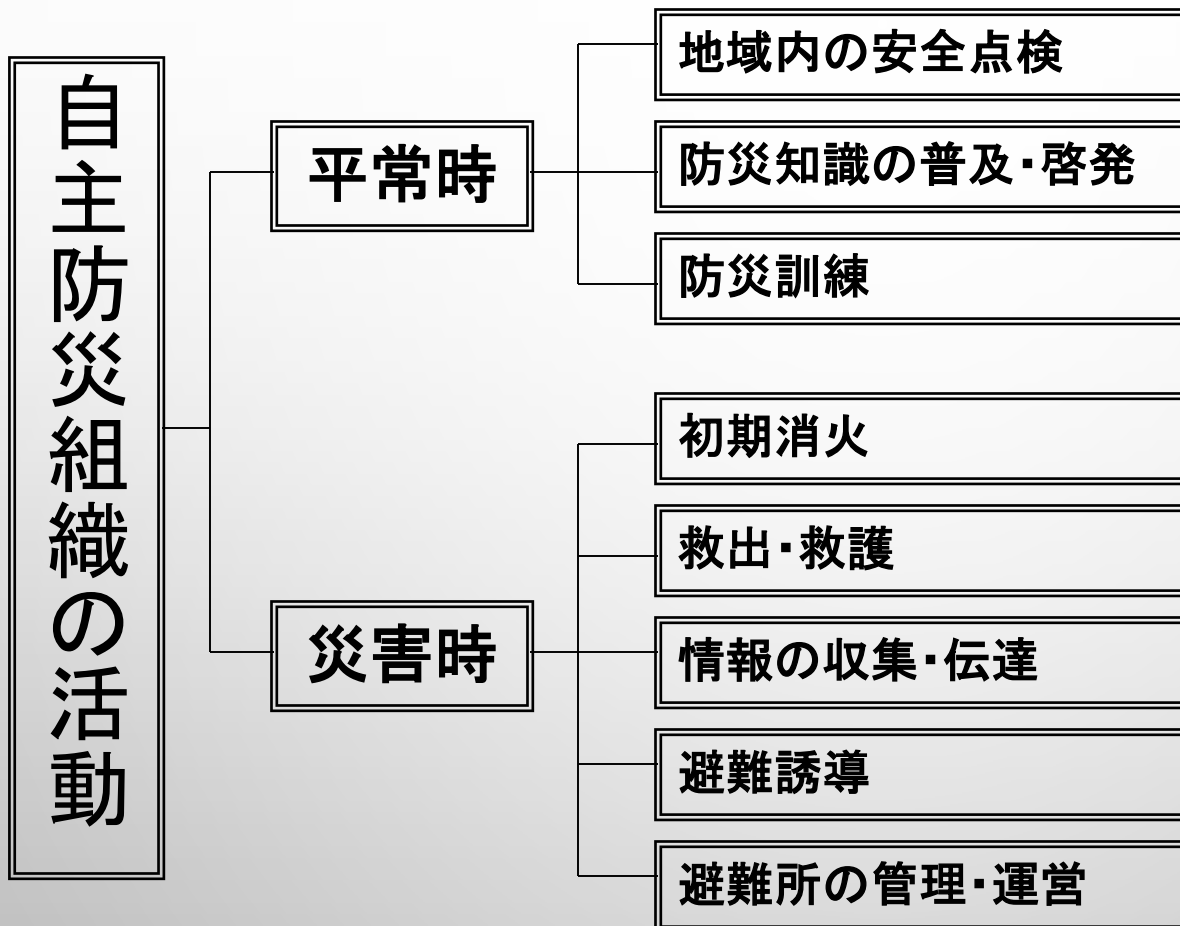 自主防災組織の活動
平常時
地域内の安全点検
防災知識の普及・啓発
防災訓練
災害時
初期消火
救出・救護
情報の収集・伝達
避難誘導
避難所の管理・運営